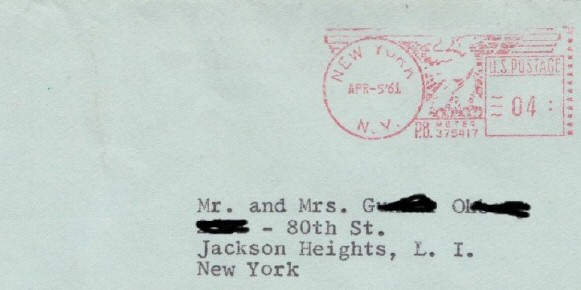 NEW YORK
APR-5'61
N.Y.
U.S. POSTAGE
04
P.B. METER
375417
Mr. and Mrs.
- 80th St.
Jackson Heights, L. I.
New York